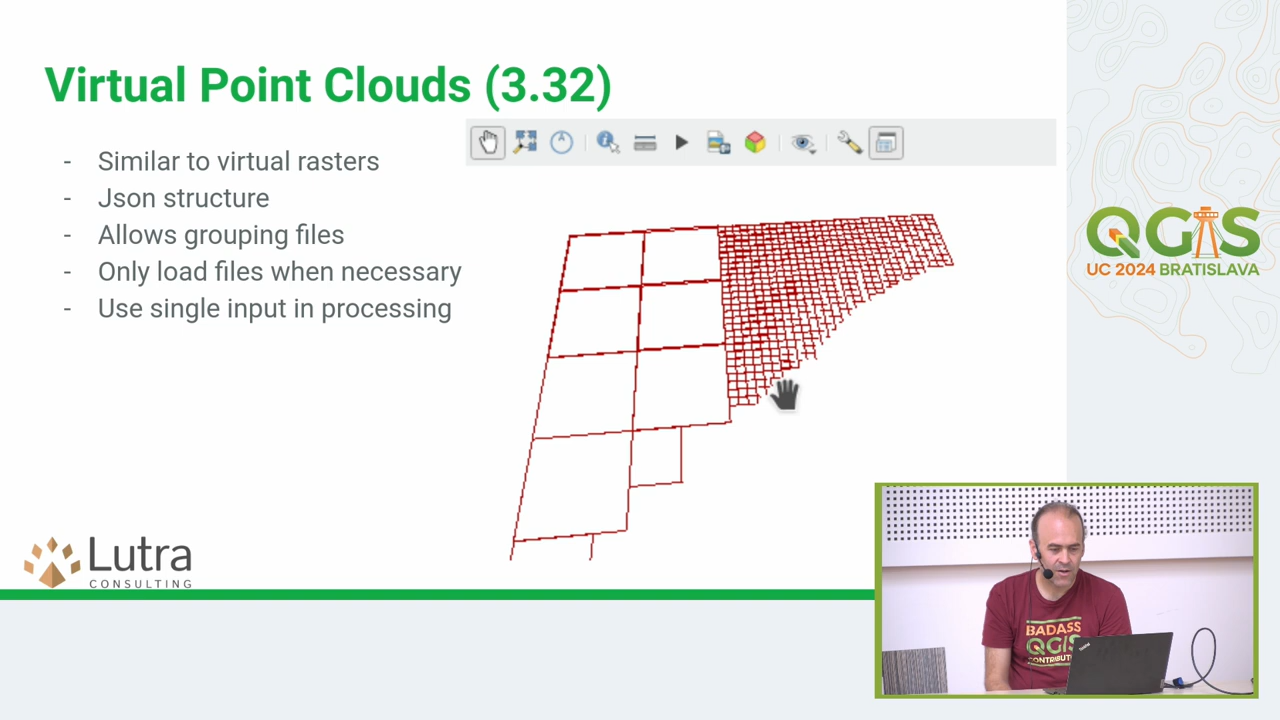 Virtual Point Clouds (3.32)
- Similar to virtual rasters
- Json structure
- Allows grouping files
- Only load files when necessary
- Use single input in processing
QGIS
UC 2024 BRATISLAVA
Lutra
CONSULTING
BADASS
QGIS